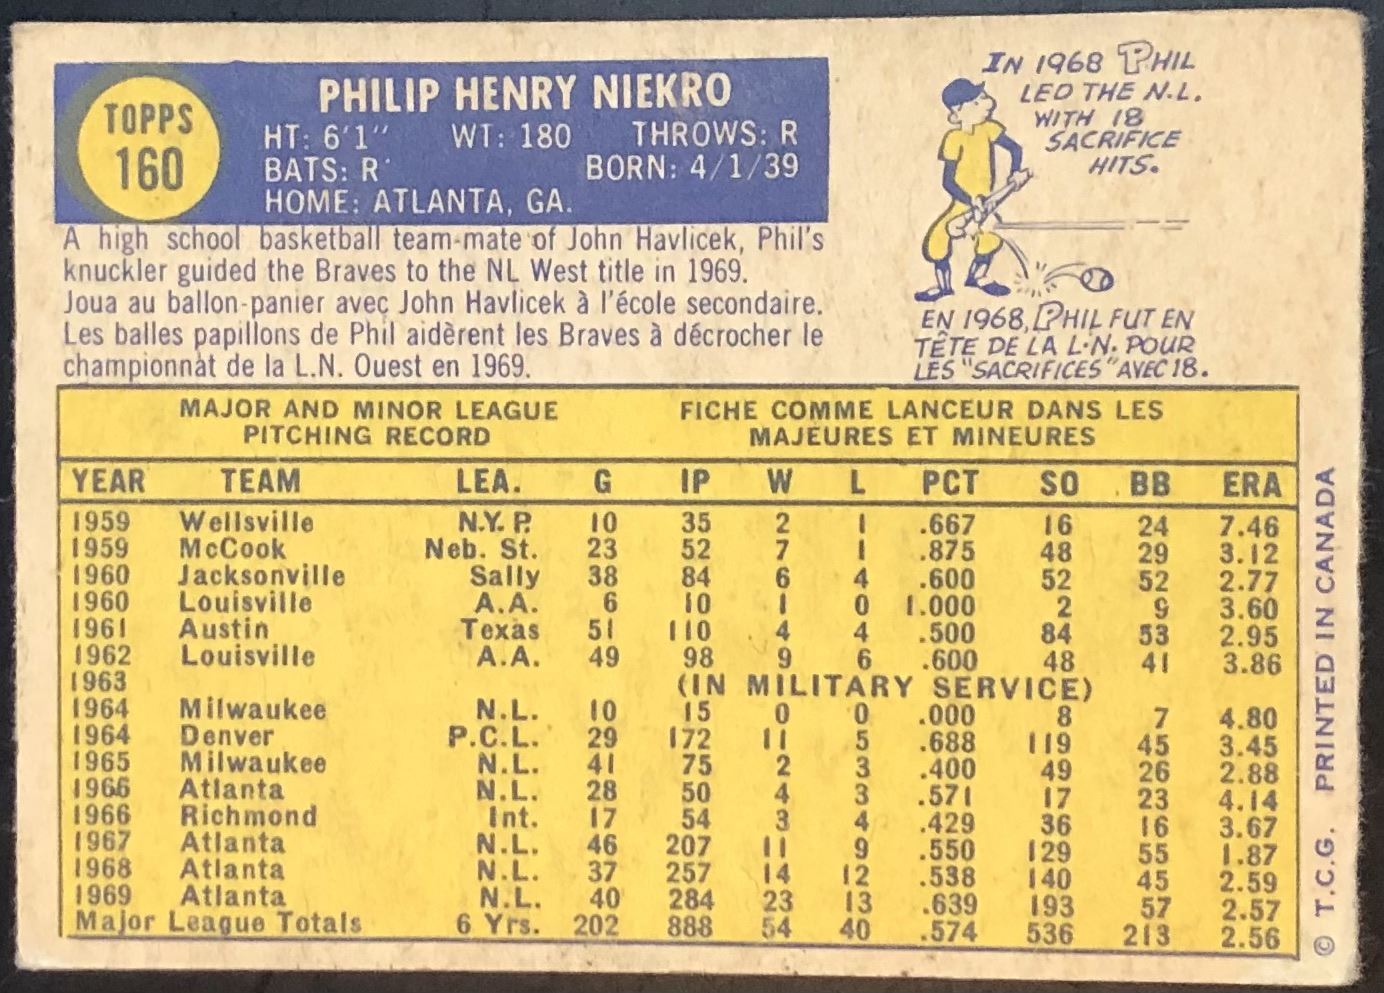 TOPPS
160
PHILIP HENRY NIEKRO
HT: 6'1" WT: 180 THROWS: R
BATS: R BORN: 4/1/39
HOME: ATLANTA, GA.
A high school basketball team-mate of John Havlicek, Phil's
knuckler guided the Braves to the NL West title in 1969.
Joua au ballon-panier avec John Havlicek à l'école secondaire.
Les balles papillons de Phil aidèrent les Braves à décrocher le
championnat de la L.N. Ouest en 1969.
IN 1968 PHIL
LED THE N.L.
WITH 18
SACRIFICE
HITS.
EN 1968, PHIL FUT EN
TÊTE DE LA L.N. POUR
LES "SACRIFICES" AVEC 18.
MAJOR AND MINOR LEAGUE
PITCHING RECORD
FICHE COMME LANCEUR DANS LES
MAJEURES ET MINEURES
YEAR TEAM LEA. G IP W L PCT SO BB ERA
1959 Wellsville N.Y. P. 10 35 2 1 .667 16 24 7.46
1959 McCook Neb. St. 23 52 7 1 .875 48 29 3.12
1960 Jacksonville Sally 38 84 6 4 .600 52 52 2.77
1960 Louisville A.A. 6 10 1 0 1.000 2 9 3.60
1961 Austin Texas 51 110 4 4 .500 84 53 2.95
1962 Louisville A.A. 49 98 9 6 .600 48 41 3.86
1963 (IN MILITARY SERVICE)
1964 Milwaukee N.L. 10 15 0 0 .000 8 7 4.80
1964 Denver P.C.L. 29 172 11 5 .688 119 45 3.45
1965 Milwaukee N.L. 41 75 2 3 .400 49 26 2.88
1966 Atlanta N.L. 28 50 4 3 .571 17 23 4.14
1966 Richmond Int. 17 54 3 4 .429 36 16 3.67
1967 Atlanta N.L. 46 207 11 9 .550 129 55 1.87
1968 Atlanta N.L. 37 257 14 12 .538 140 45 2.59
1969 Atlanta N.L. 40 284 23 13 .639 193 57 2.57
Major League Totals 6 Yrs. 202 888 54 40 .574 536 213 2.56
© T.C.G. PRINTED IN CANADA